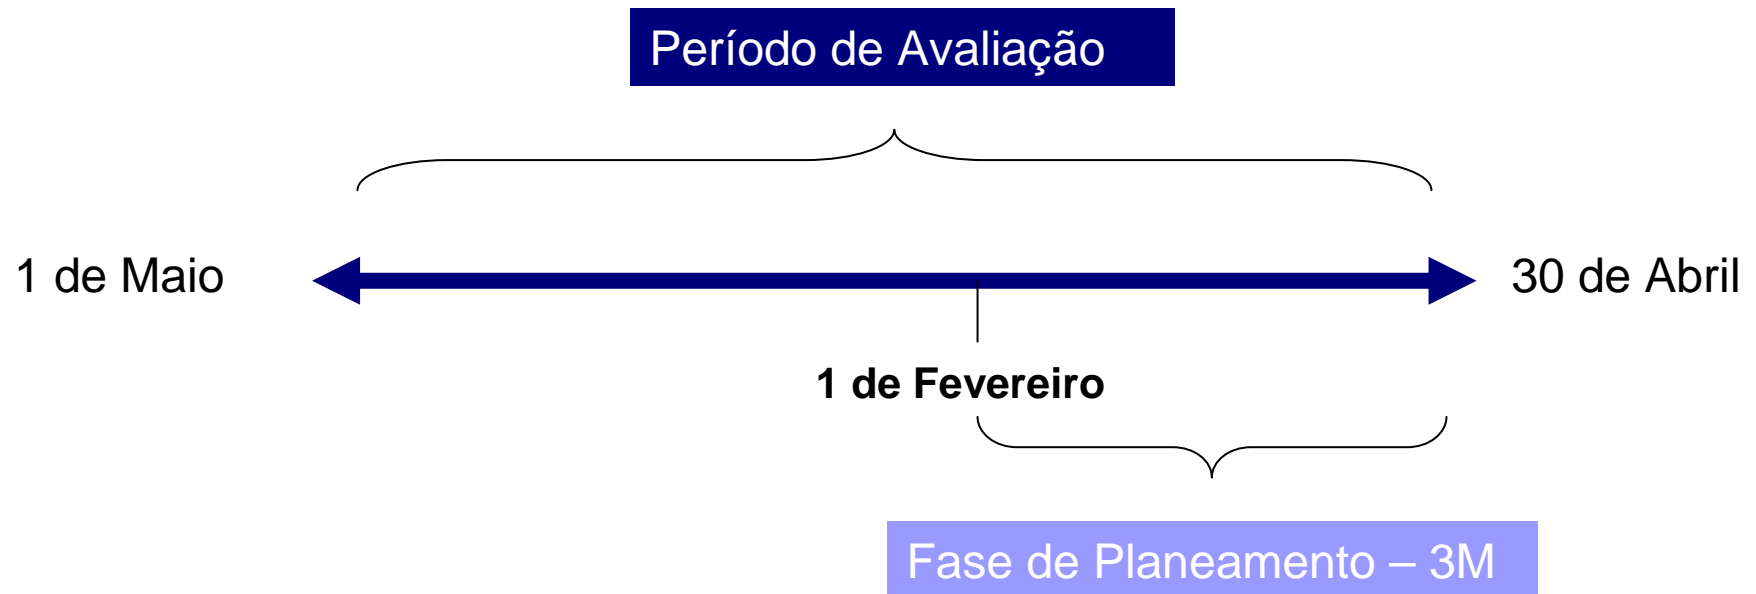 Período de Avaliação
1 de Maio
30 de Abril
1 de Fevereiro
Fase de Planeamento – 3M